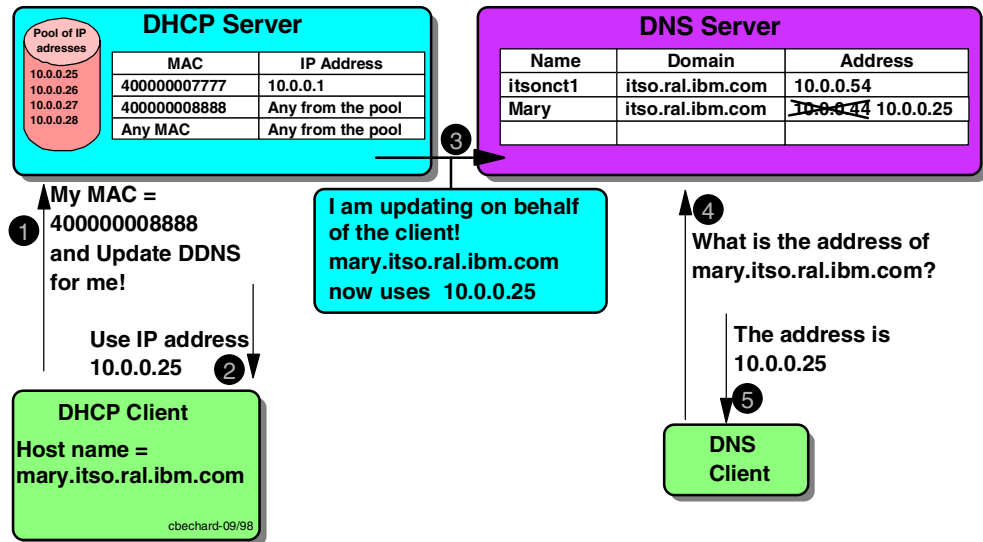 DHCP Server
Pool of IP
adresses
10.0.0.25
10.0.0.26
10.0.0.27
10.0.0.28
MAC IP Address
400000007777 10.0.0.1
400000008888 Any from the pool
Any MAC Any from the pool
DNS Server
Name Domain Address
itsonct1 itso.ral.ibm.com 10.0.0.54
Mary itso.ral.ibm.com 10.0.0.44 10.0.0.25
3
1
My MAC =
400000008888
and Update DDNS
for me!
I am updating on behalf
of the client!
mary.itso.ral.ibm.com
now uses 10.0.0.25
4
What is the address of
mary.itso.ral.ibm.com?
Use IP address
10.0.0.25
2
The address is
10.0.0.25
5
DHCP Client
Host name =
mary.itso.ral.ibm.com
cbechard-09/98
DNS
Client